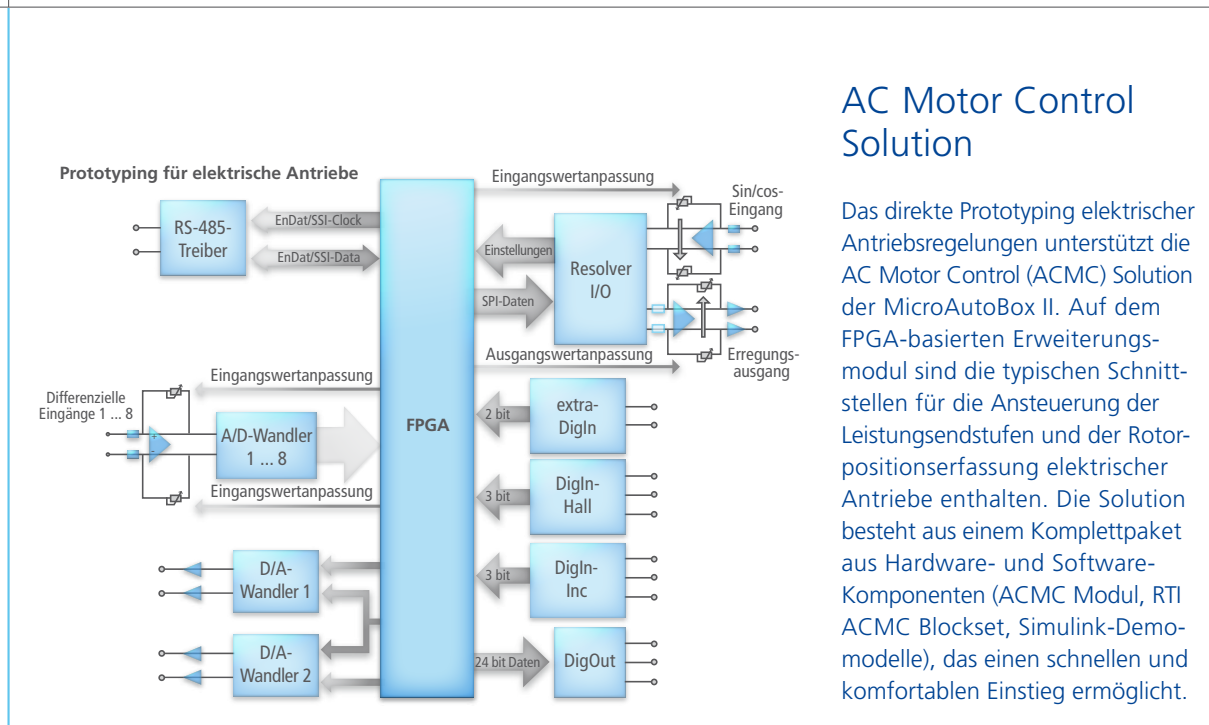 Prototyping für elektrische Antriebe
RS-485-
Treiber
EnDat/SSI-Clock
EnDat/SSI-Data
Eingangswertanpassung
Sin/cos-
Eingang
Einstellungen
Resolver
I/O
SPI-Daten
Ausgangswertanpassung
Erregungs-
ausgang
Eingangswertanpassung
Differenzielle
Eingänge 1 ... 8
+
-
A/D-Wandler
1 ... 8
Eingangswertanpassung
FPGA
2 bit
extra-
DigIn
3 bit
DigIn-
Hall
3 bit
DigIn-
Inc
D/A-
Wandler 1
D/A-
Wandler 2
24 bit Daten
DigOut
AC Motor Control
Solution
Das direkte Prototyping elektrischer
Antriebsregelungen unterstützt die
AC Motor Control (ACMC) Solution
der MicroAutoBox II. Auf dem
FPGA-basierten Erweiterungs-
modul sind die typischen Schnitt-
stellen für die Ansteuerung der
Leistungsendstufen und der Rotor-
positionserfassung elektrischer
Antriebe enthalten. Die Solution
besteht aus einem Komplettpaket
aus Hardware- und Software-
Komponenten (ACMC Modul, RTI
ACMC Blockset, Simulink-Demo-
modelle), das einen schnellen und
komfortablen Einstieg ermöglicht.